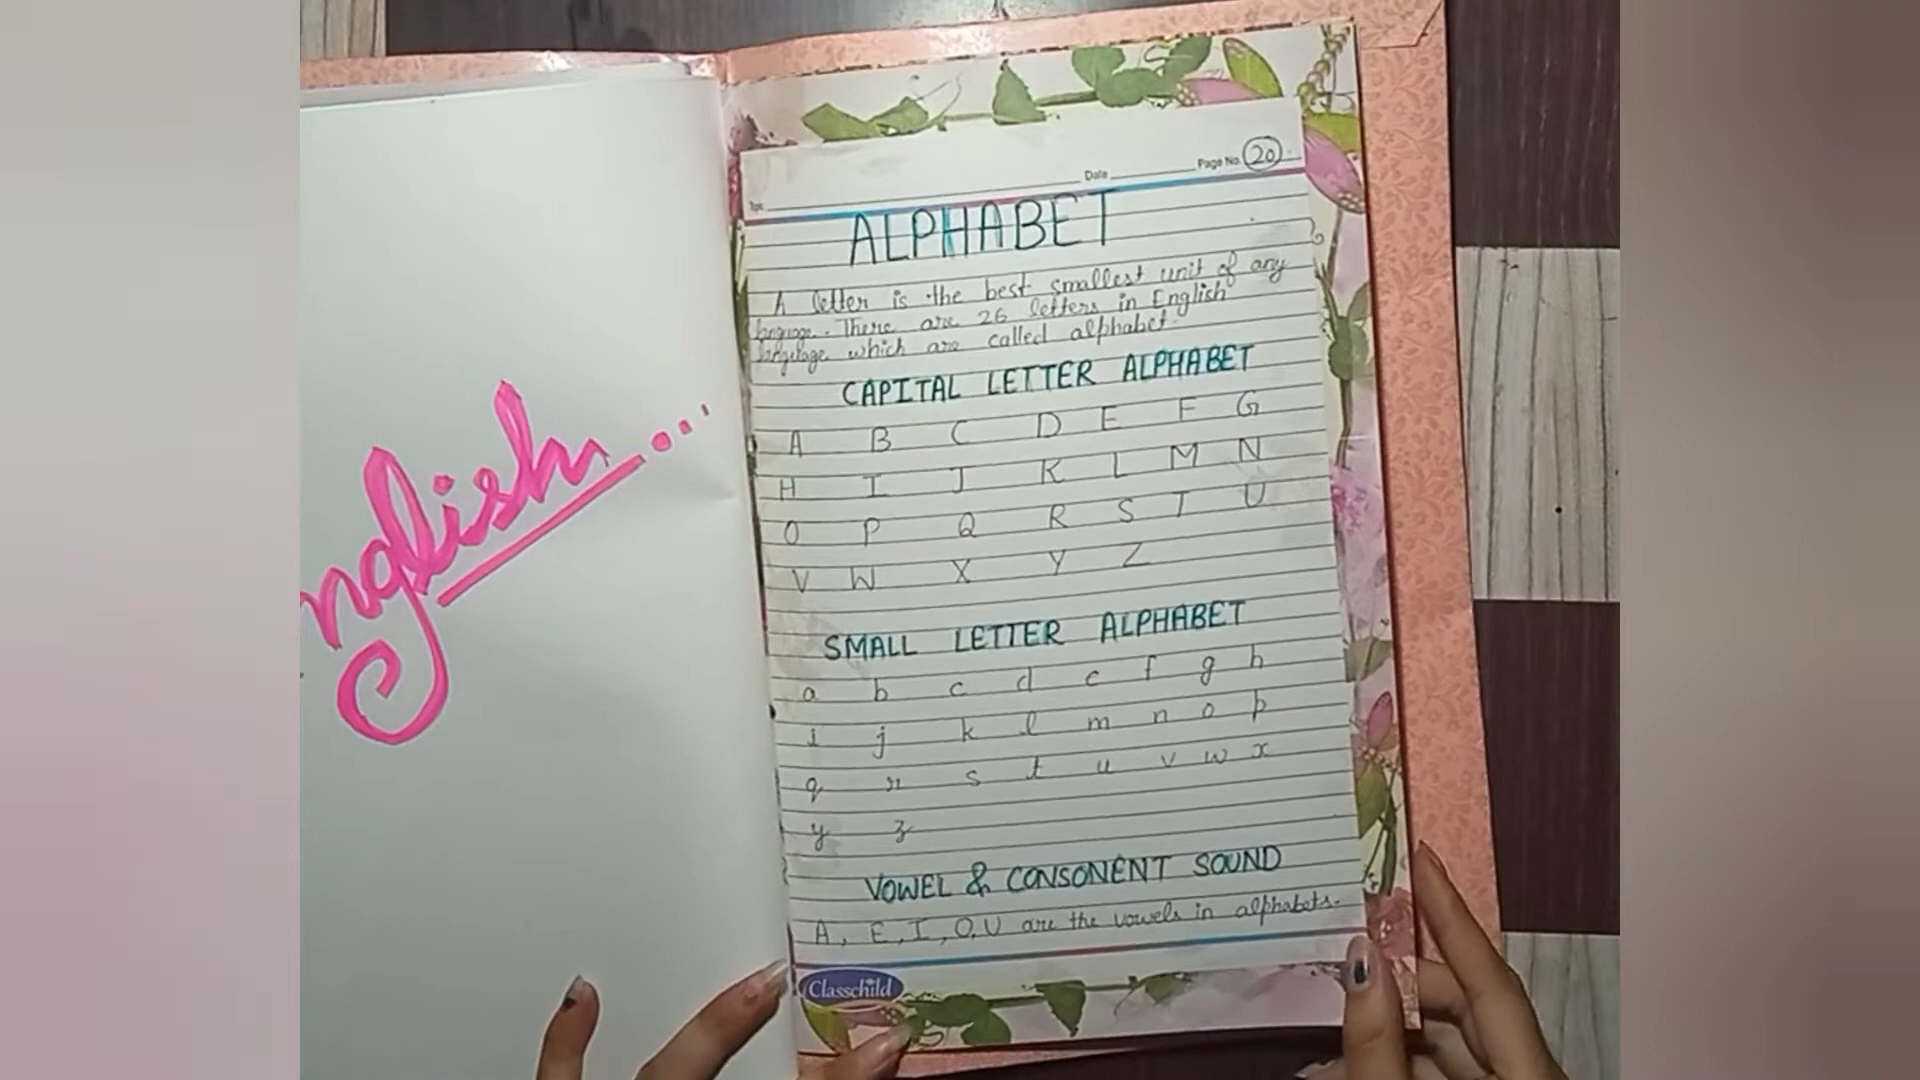 nglish...
Date Page No. 20
ALPHABET
A letter is the best smallest unit of any
language. There are 26 letters in English
language which are called alphabet.
CAPITAL LETTER ALPHABET
A B C D E F G
H I J K L M N
O P Q R S T U
V W X Y Z
SMALL LETTER ALPHABET
a b c d e f g h
i j k l m n o p
q r s t u v w x
y z
VOWEL & CONSONENT SOUND
A, E, I, O, U are the vowels in alphabets.
Classchild